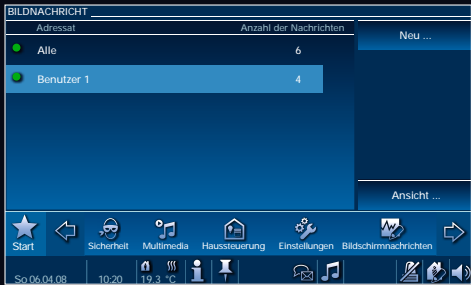 BILDNACHRICHT
Adressat Anzahl der Nachrichten
Neu ...
Alle 6
Benutzer 1 4
Ansicht ...
Start Sicherheit Multimedia Haussteuerung Einstellungen Bildschirmnachrichten
So 06.04.08 10:20 19.3 °C